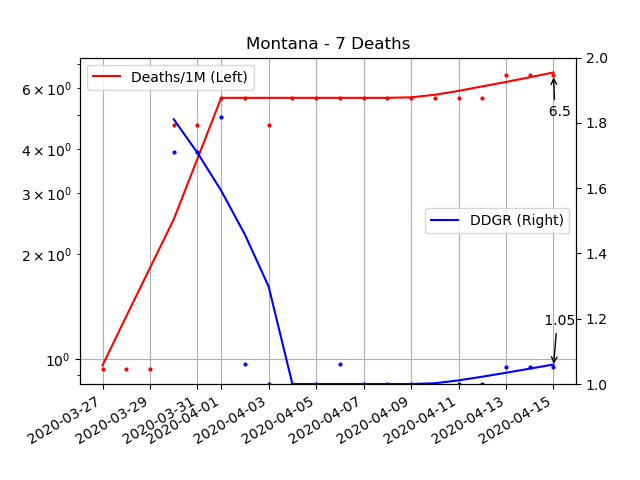 Montana - 7 Deaths
Deaths/1M (Left)
DDGR (Right)
6.5
1.05
6 × 10⁰
4 × 10⁰
3 × 10⁰
2 × 10⁰
10⁰
2.0
1.8
1.6
1.4
1.2
1.0
2020-03-27
2020-03-29
2020-03-31
2020-04-01
2020-04-03
2020-04-05
2020-04-07
2020-04-09
2020-04-11
2020-04-13
2020-04-15